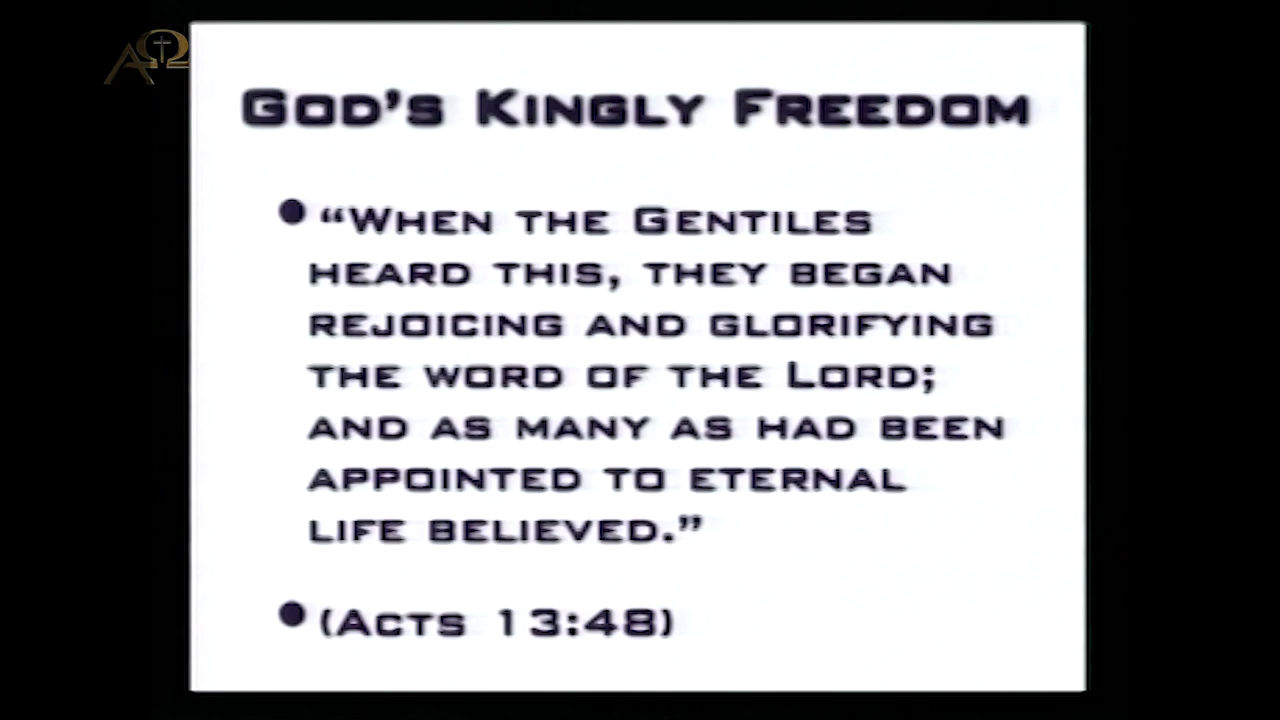 ΑΩ
God's Kingly Freedom
• “When the Gentiles
heard this, they began
rejoicing and glorifying
the word of the Lord;
and as many as had been
appointed to eternal
life believed.”
• (Acts 13:48)